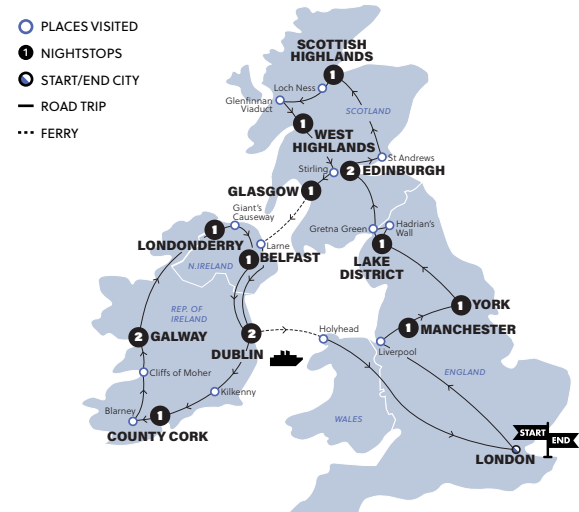 PLACES VISITED
1 NIGHTSTOPS
START/END CITY
ROAD TRIP
FERRY
SCOTTISH
HIGHLANDS
1
Loch Ness
Glenfinnan
Viaduct
SCOTLAND
1
WEST
HIGHLANDS
St Andrews
Stirling
2 EDINBURGH
GLASGOW 1
Giant's
Causeway
Gretna Green
Hadrian's
Wall
1
LONDONDERRY
Larne
1 BELFAST
N.IRELAND
1
LAKE
DISTRICT
REP. OF
IRELAND
1 YORK
2 GALWAY
2
DUBLIN
Holyhead
1 MANCHESTER
Liverpool
Cliffs of Moher
ENGLAND
Kilkenny
Blarney
1
COUNTY CORK
WALES
START
END
LONDON